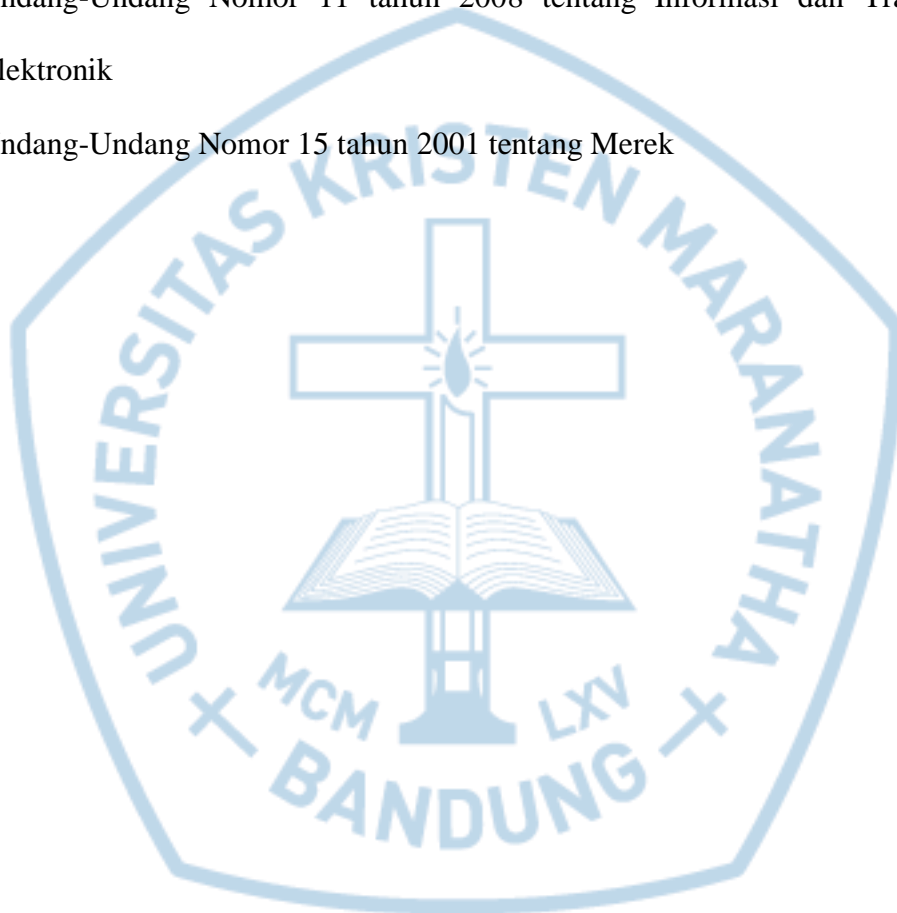 ndang-Undang Nomor 11 tahun 2008 tentang Informasi dan Tra
lektronik
ndang-Undang Nomor 15 tahun 2001 tentang Merek
UNIVERSITAS KRISTEN MARANATHA
MCM LXV
BANDUNG